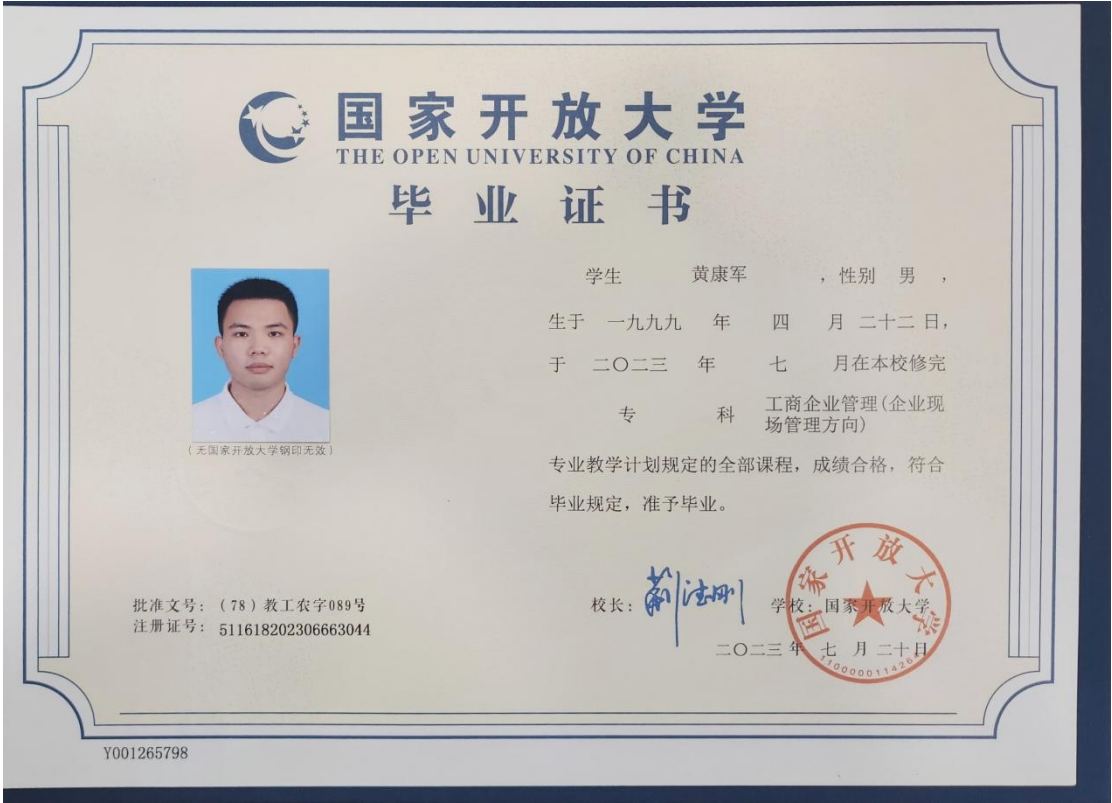 国家开放大学
THE OPEN UNIVERSITY OF CHINA
毕业证书
学生 黄康军 ，性别 男 ，
生于 一九九九 年 四 月 二十二 日，
于 二〇二三 年 七 月在本校修完
专 科 工商企业管理(企业现
场管理方向)
专业教学计划规定的全部课程，成绩合格，符合
毕业规定，准予毕业。
(无国家开放大学钢印无效)
批准文号：(78)教工农字089号
注册证号：511618202306663044
校长：
学校：国家开放大学
二〇二三年 七 月 二十日
国家开放大学
Y001265798